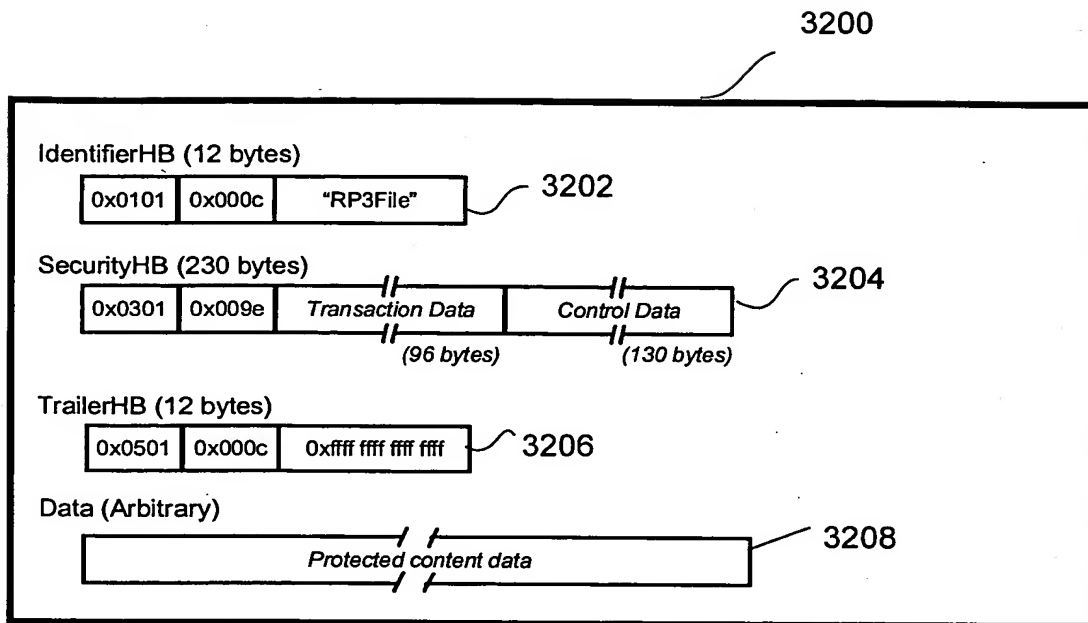 3200
IdentifierHB (12 bytes)
0x0101 0x000c "RP3File" 3202
SecurityHB (230 bytes)
0x0301 0x009e Transaction Data Control Data 3204
(96 bytes) (130 bytes)
TrailerHB (12 bytes)
0x0501 0x000c 0xffff ffff ffff ffff 3206
Data (Arbitrary)
Protected content data 3208